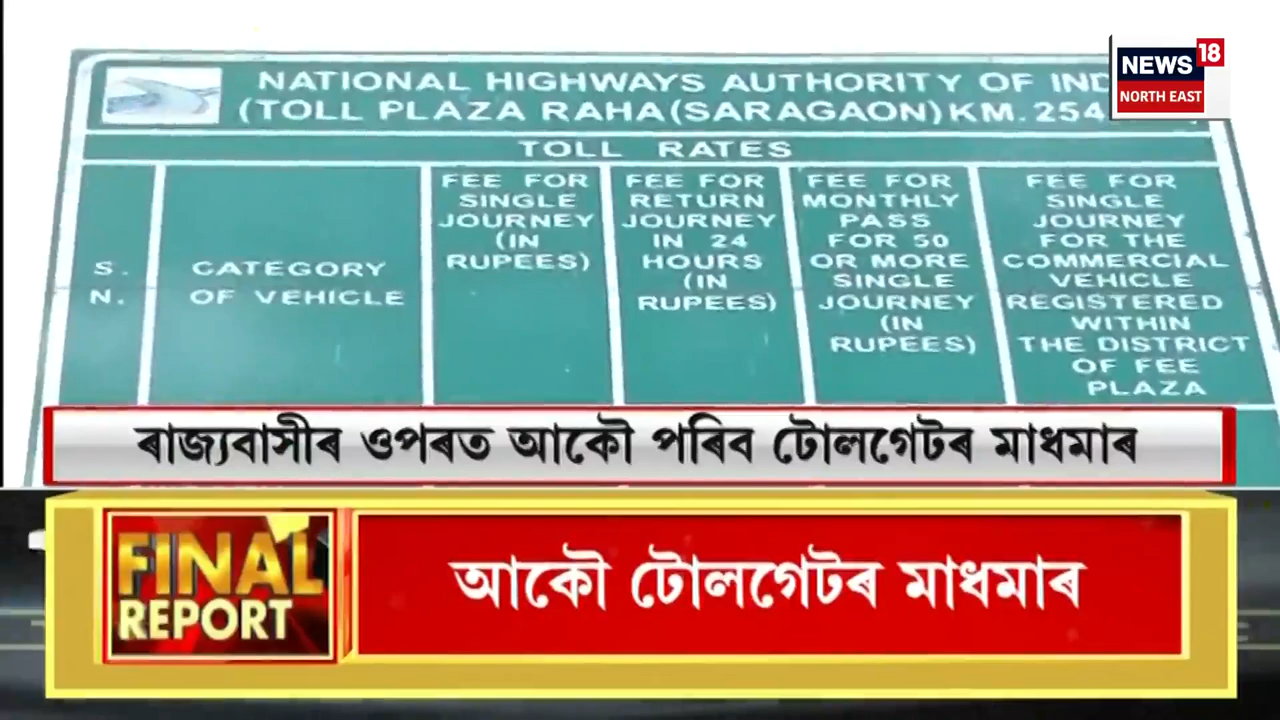 NEWS 18
NORTH EAST
NATIONAL HIGHWAYS AUTHORITY OF IND
(TOLL PLAZA RAHA(SARAGAON) KM. 254
TOLL RATES
S. N.
CATEGORY
OF VEHICLE
FEE FOR
SINGLE
JOURNEY
(IN
RUPEES)
FEE FOR
RETURN
JOURNEY
IN 24
HOURS
(IN
RUPEES)
FEE FOR
MONTHLY
PASS
FOR 50
OR MORE
SINGLE
JOURNEY
(IN
RUPEES)
FEE FOR
SINGLE
JOURNEY
FOR THE
COMMERCIAL
VEHICLE
REGISTERED
WITHIN
THE DISTRICT
OF FEE
PLAZA
ৰাজ্যবাসীৰ ওপৰত আকৌ পৰিব টোলগেটৰ মাধমাৰ
FINAL
REPORT
আকৌ টোলগেটৰ মাধমাৰ